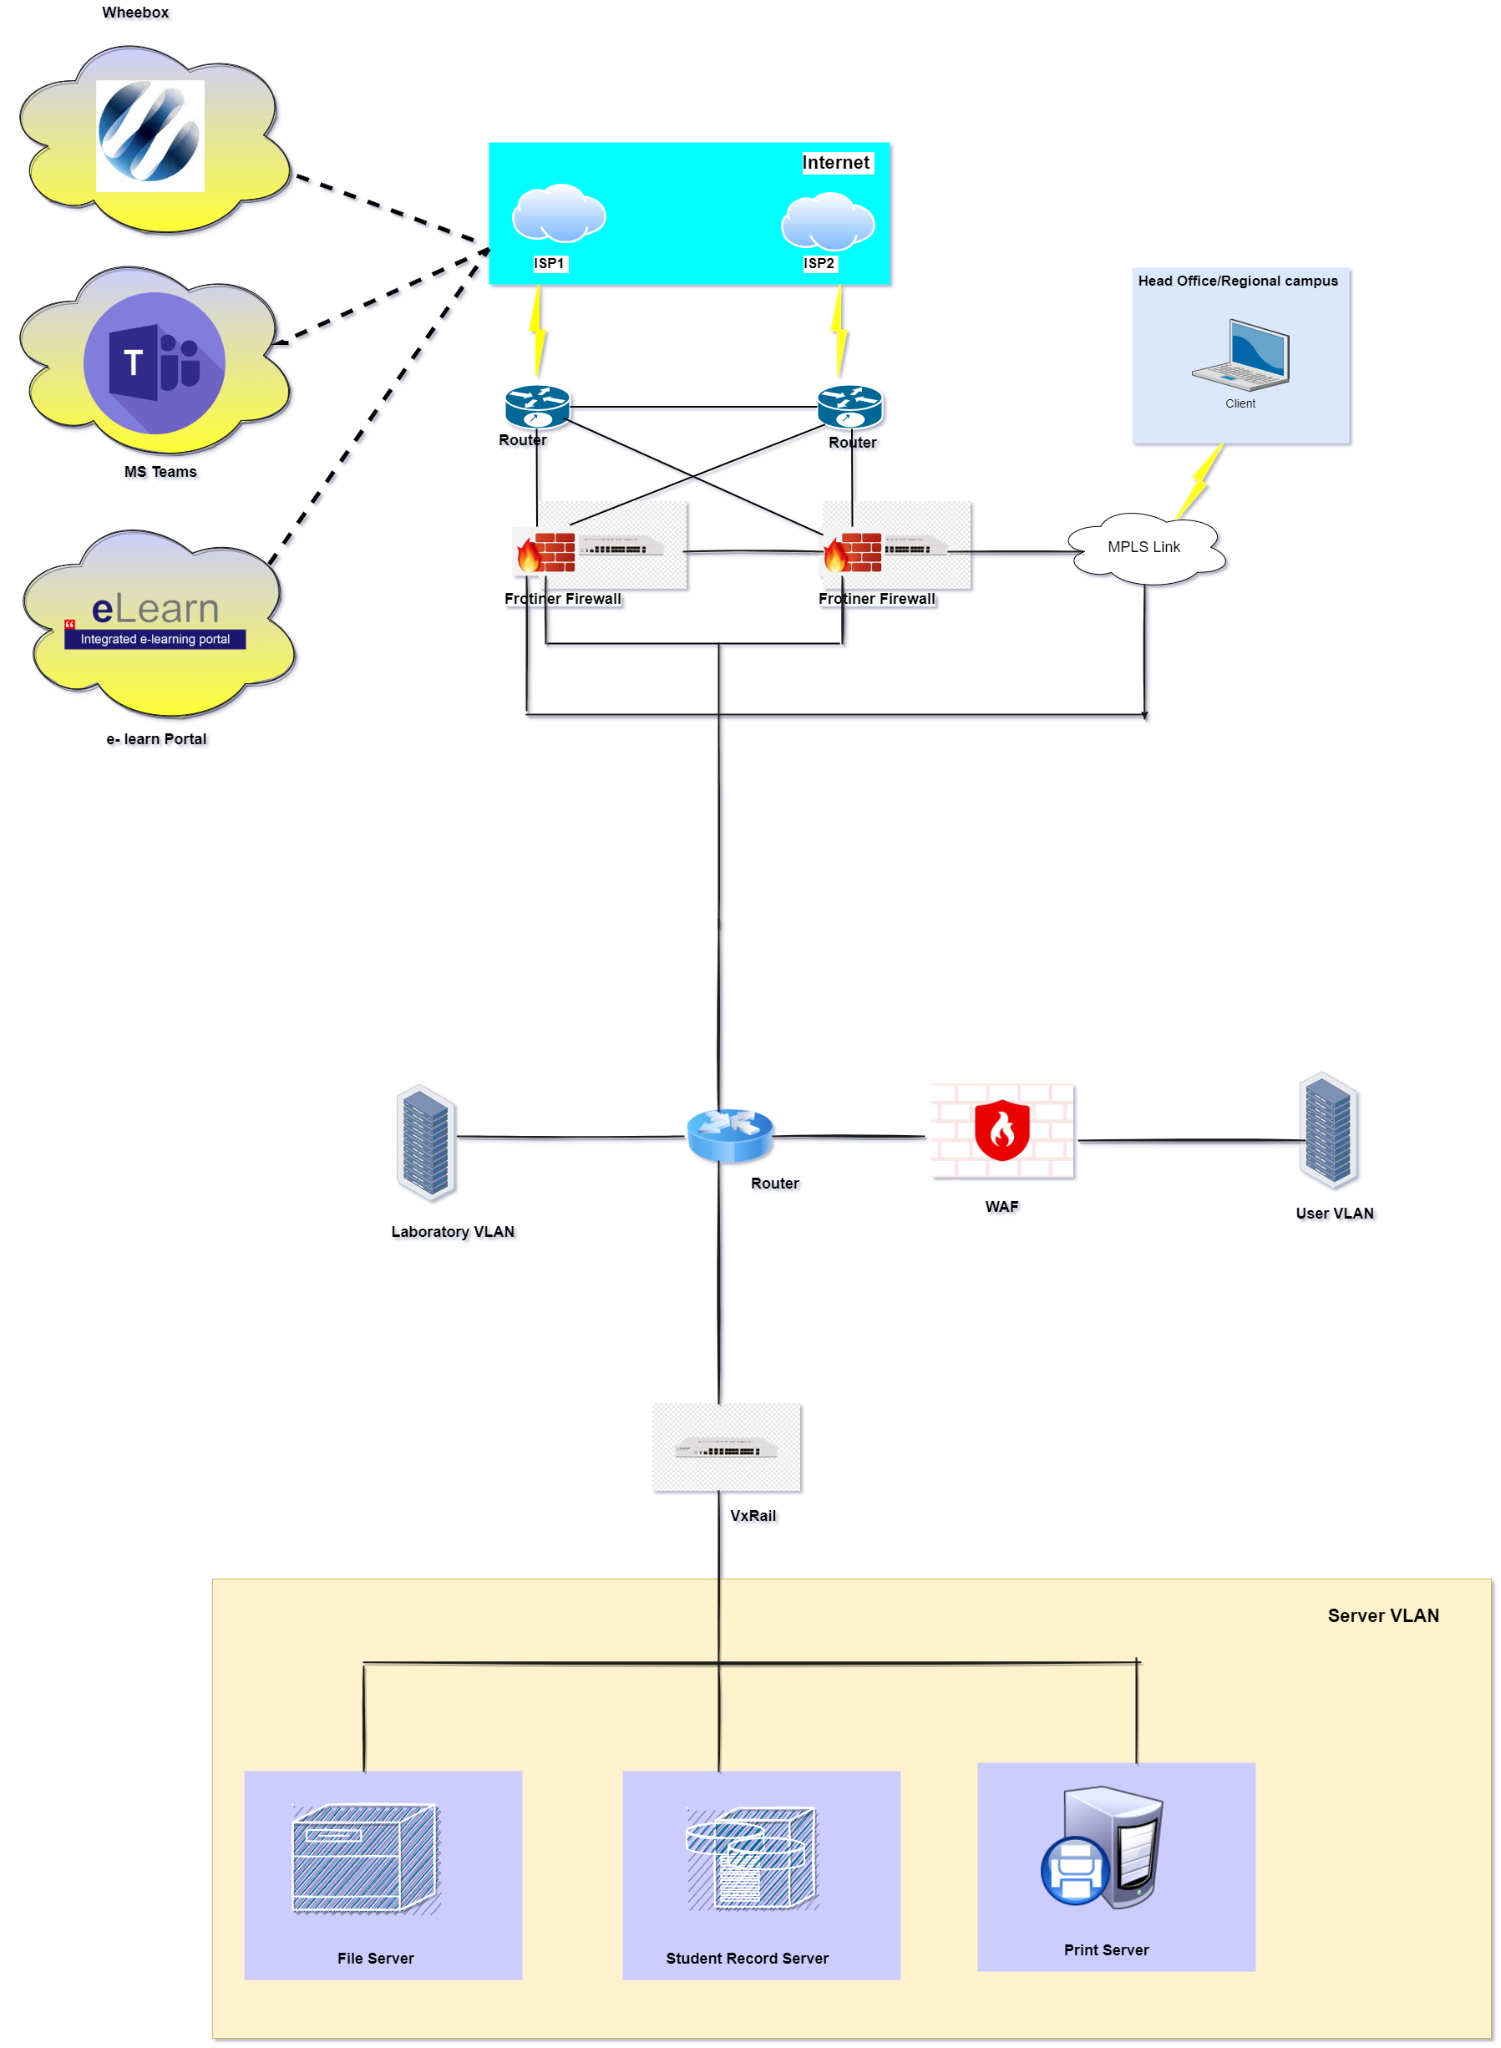 Wheebox
Internet
ISP1
ISP2
Head Office/Regional campus
Client
T
MS Teams
Router
Router
MPLS Link
Frotiner Firewall
Frotiner Firewall
eLearn
Integrated e-learning portal
e- learn Portal
Router
WAF
User VLAN
Laboratory VLAN
VxRail
Server VLAN
File Server
Student Record Server
Print Server